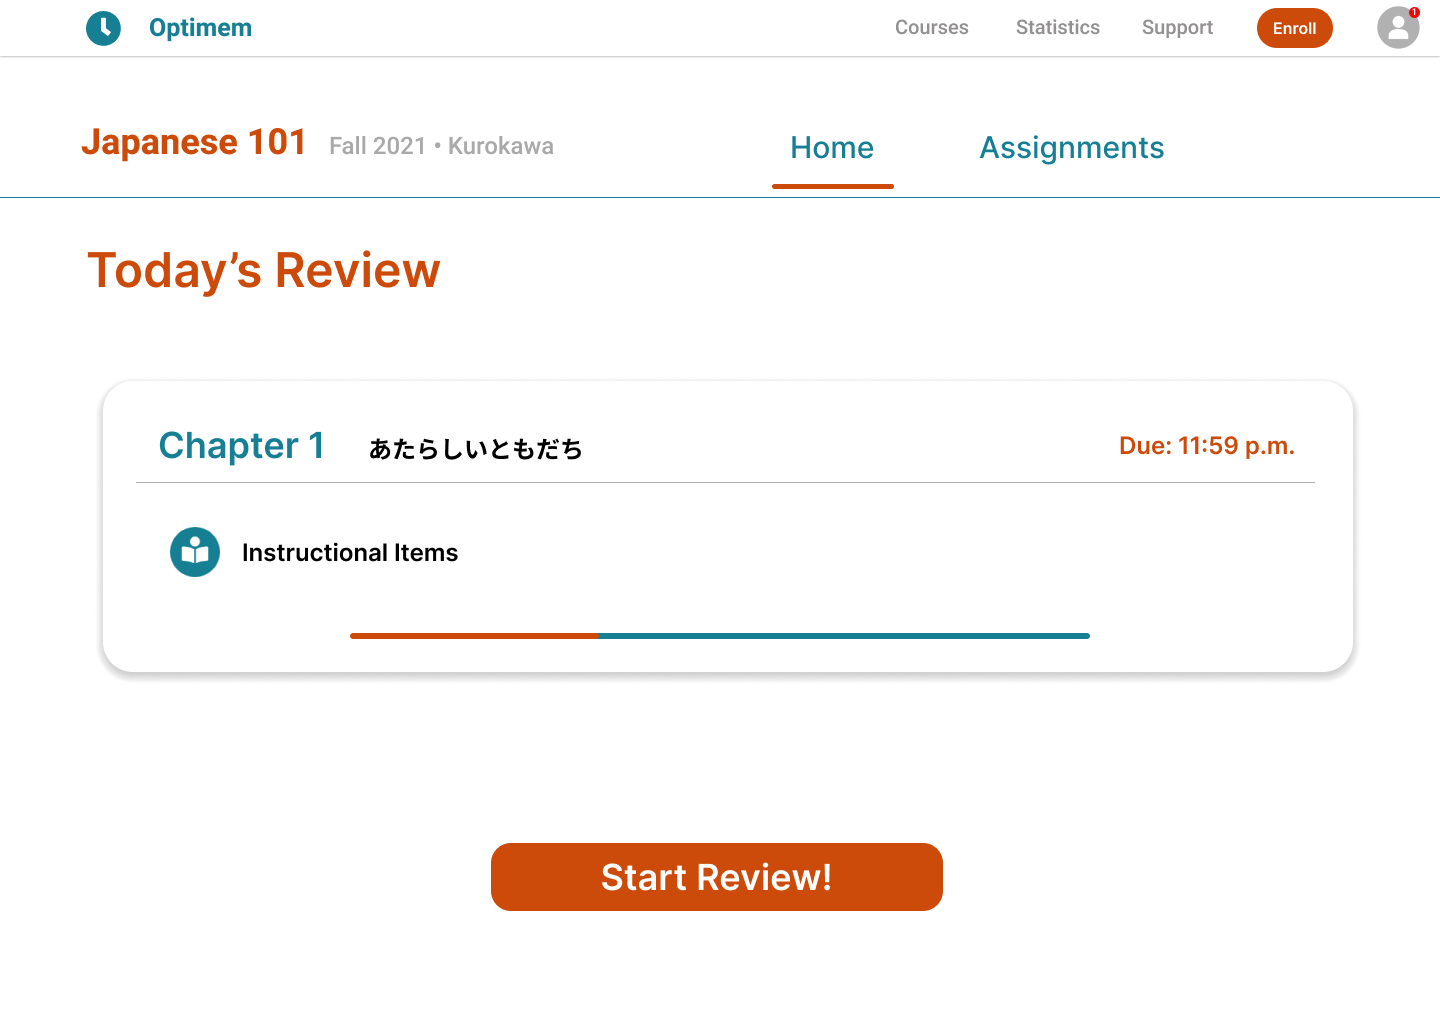 Optimem
Courses Statistics Support Enroll 1
Japanese 101 Fall 2021 • Kurokawa Home Assignments
Today’s Review
Chapter 1 あたらしいともだち Due: 11:59 p.m.
Instructional Items
Start Review!